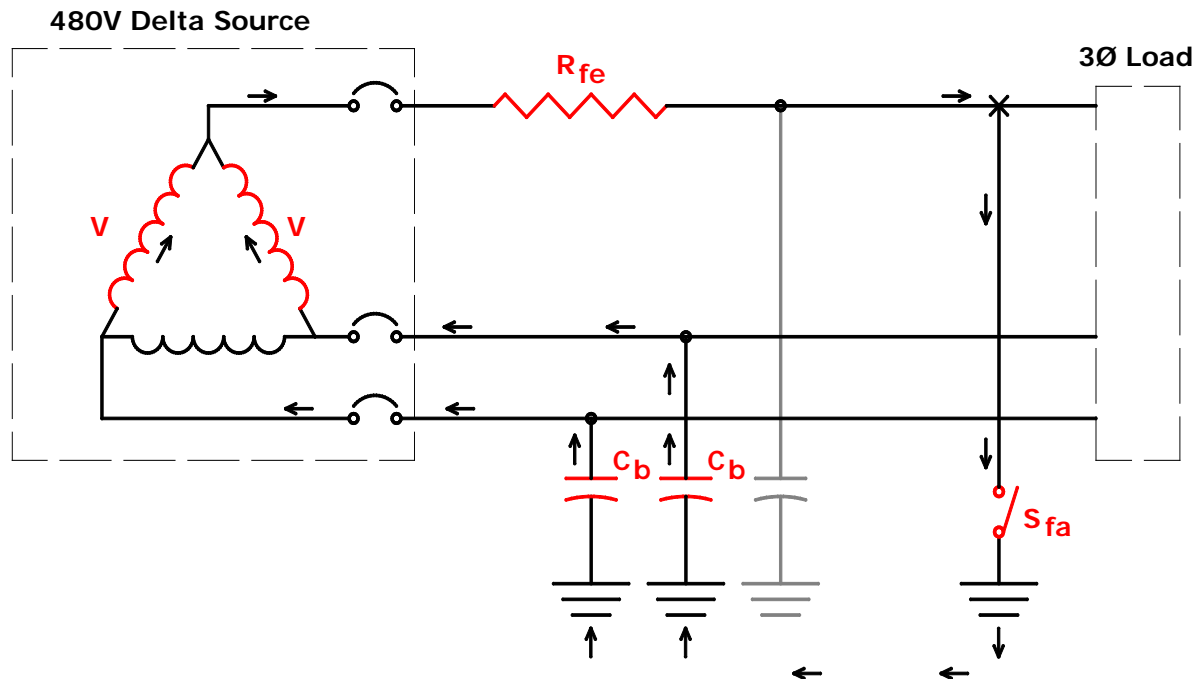 480V Delta Source
3Ø Load
Rfe
V
V
Cb
Cb
Sfa